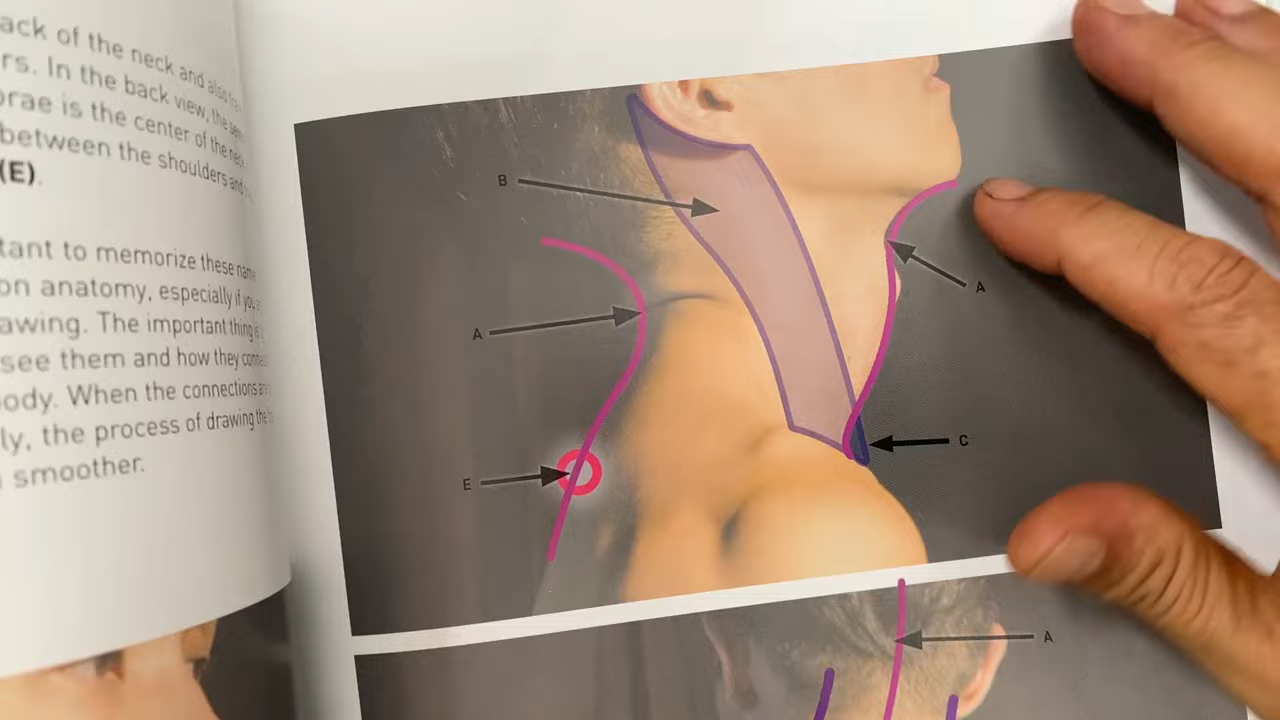 ack of the neck and also
rs. In the back view, the
brae is the center of the
between the shoulders and
(E).
tant to memorize these
on anatomy, especially if you
awing. The important thing is
see them and how they
ody. When the connections
ly, the process of drawing the
smoother.
B
A
A
C
E
A